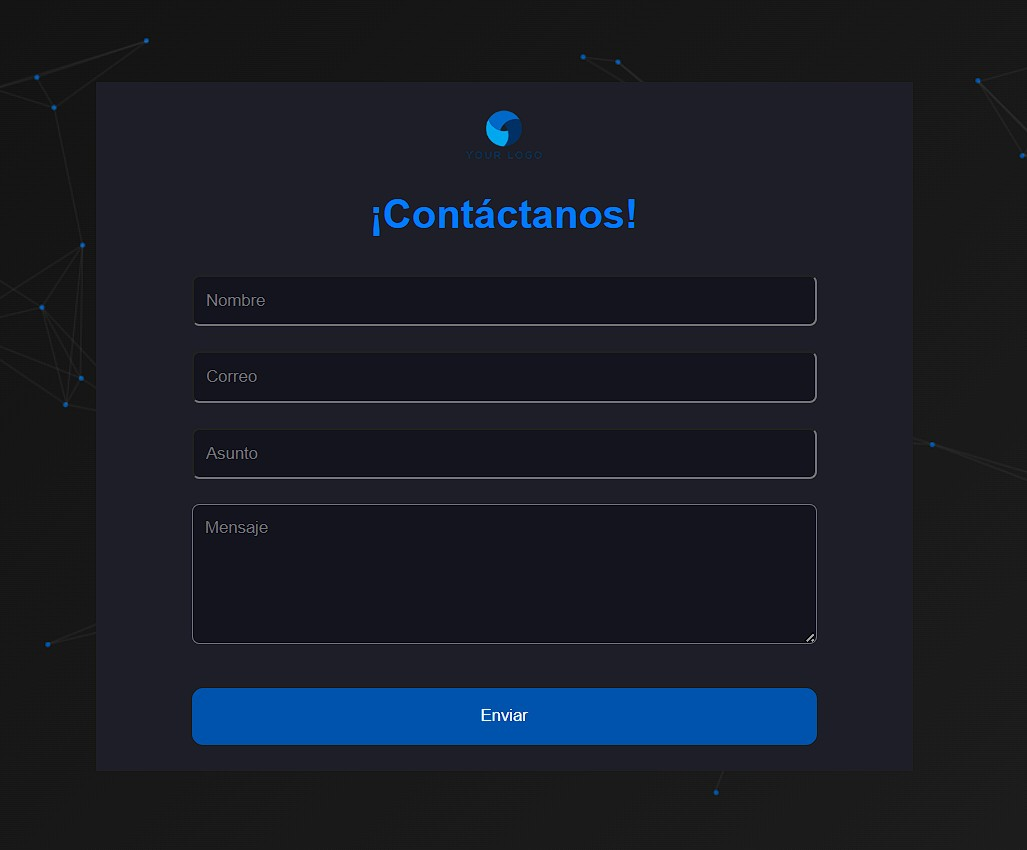 YOUR LOGO
¡Contáctanos!
Nombre
Correo
Asunto
Mensaje
Enviar